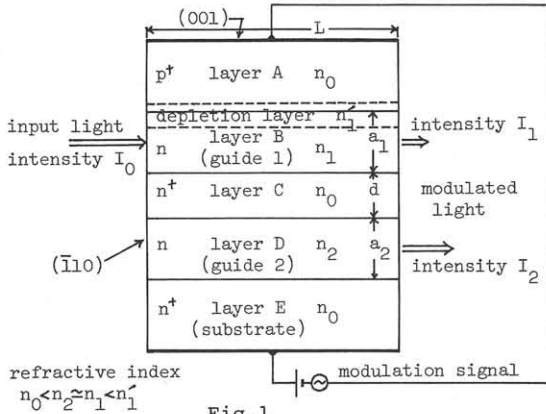 (001) L
p+ layer A n0
depletion layer n1'
input light
intensity I0
n layer B n1
(guide 1)
a1
intensity I1
n+ layer C n0
d
modulated
light
(1̅10)
n layer D n2
(guide 2)
a2
intensity I2
n+ layer E n0
(substrate)
refractive index
n0<n2≃n1<n1'
modulation signal
Fig.1